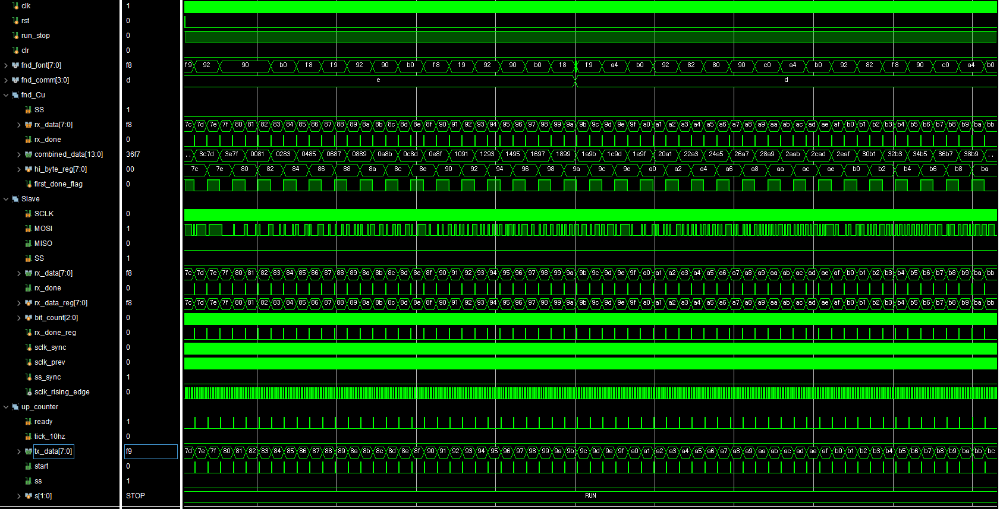 clk 1
rst 0
run_stop 0
clr 0
fnd_font[7:0] f8 f9 92 90 b0 f8 f9 92 90 b0 f8 f9 92 90 b0 f8 f9 a4 b0 92 82 80 90 c0 a4 b0 92 82 f8 90 c0 a4 b0
fnd_comm[3:0] d e d
fnd_Cu
SS 1
rx_data[7:0] f8 7c 7d 7e 7f 80 81 82 83 84 85 86 87 88 89 8a 8b 8c 8d 8e 8f 90 91 92 93 94 95 96 97 98 99 9a 9b 9c 9d 9e 9f a0 a1 a2 a3 a4 a5 a6 a7 a8 a9 aa ab ac ad ae af b0 b1 b2 b3 b4 b5 b6 b7 b8 b9 ba bb
rx_done 0
combined_data[13:0] 36f7 .. 3c7d 3e7f 0081 0283 0485 0687 0889 0a8b 0c8d 0e8f 1091 1293 1495 1697 1899 1a9b 1c9d 1e9f 20a1 22a3 24a5 26a7 28a9 2aab 2cad 2eaf 30b1 32b3 34b5 36b7 38b9 ..
hi_byte_reg[7:0] 00 7c 7e 80 82 84 86 88 8a 8c 8e 90 92 94 96 98 9a 9c 9e a0 a2 a4 a6 a8 aa ac ae b0 b2 b4 b6 b8 ba
first_done_flag 0
Slave
SCLK 0
MOSI 1
MISO 0
SS 1
rx_data[7:0] f8 7c 7d 7e 7f 80 81 82 83 84 85 86 87 88 89 8a 8b 8c 8d 8e 8f 90 91 92 93 94 95 96 97 98 99 9a 9b 9c 9d 9e 9f a0 a1 a2 a3 a4 a5 a6 a7 a8 a9 aa ab ac ad ae af b0 b1 b2 b3 b4 b5 b6 b7 b8 b9 ba bb
rx_done 0
rx_data_reg[7:0] f8 7c 7d 7e 7f 80 81 82 83 84 85 86 87 88 89 8a 8b 8c 8d 8e 8f 90 91 92 93 94 95 96 97 98 99 9a 9b 9c 9d 9e 9f a0 a1 a2 a3 a4 a5 a6 a7 a8 a9 aa ab ac ad ae af b0 b1 b2 b3 b4 b5 b6 b7 b8 b9 ba bb
bit_count[2:0] 0
rx_done_reg 0
sclk_sync 0
sclk_prev 0
ss_sync 1
sclk_rising_edge 0
up_counter
ready 1
tick_10hz 0
tx_data[7:0] f9 7d 7e 7f 80 81 82 83 84 85 86 87 88 89 8a 8b 8c 8d 8e 8f 90 91 92 93 94 95 96 97 98 99 9a 9b 9c 9d 9e 9f a0 a1 a2 a3 a4 a5 a6 a7 a8 a9 aa ab ac ad ae af b0 b1 b2 b3 b4 b5 b6 b7 b8 b9 ba bb bc
start 0
ss 1
s[1:0] STOP RUN